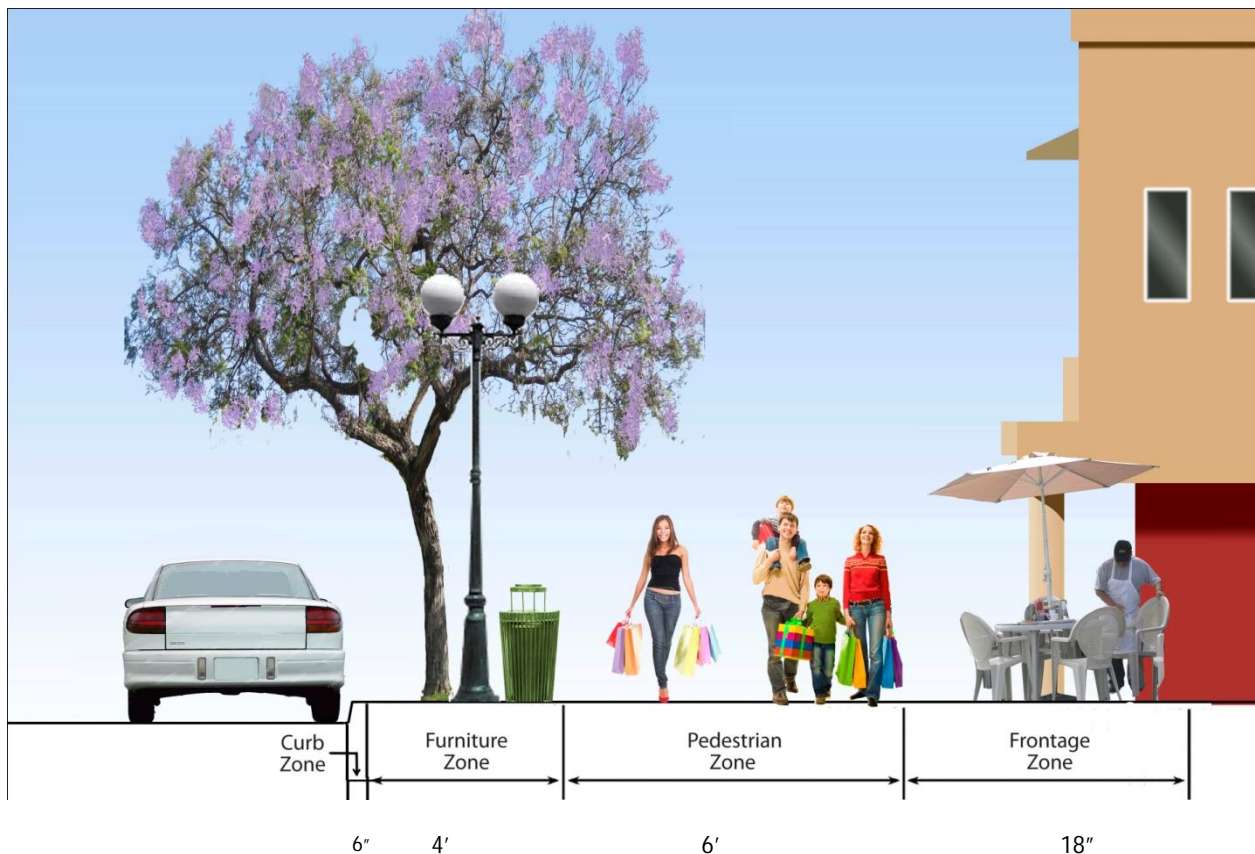 Curb
Zone
Furniture
Zone
Pedestrian
Zone
Frontage
Zone
6" 4' 6' 18"